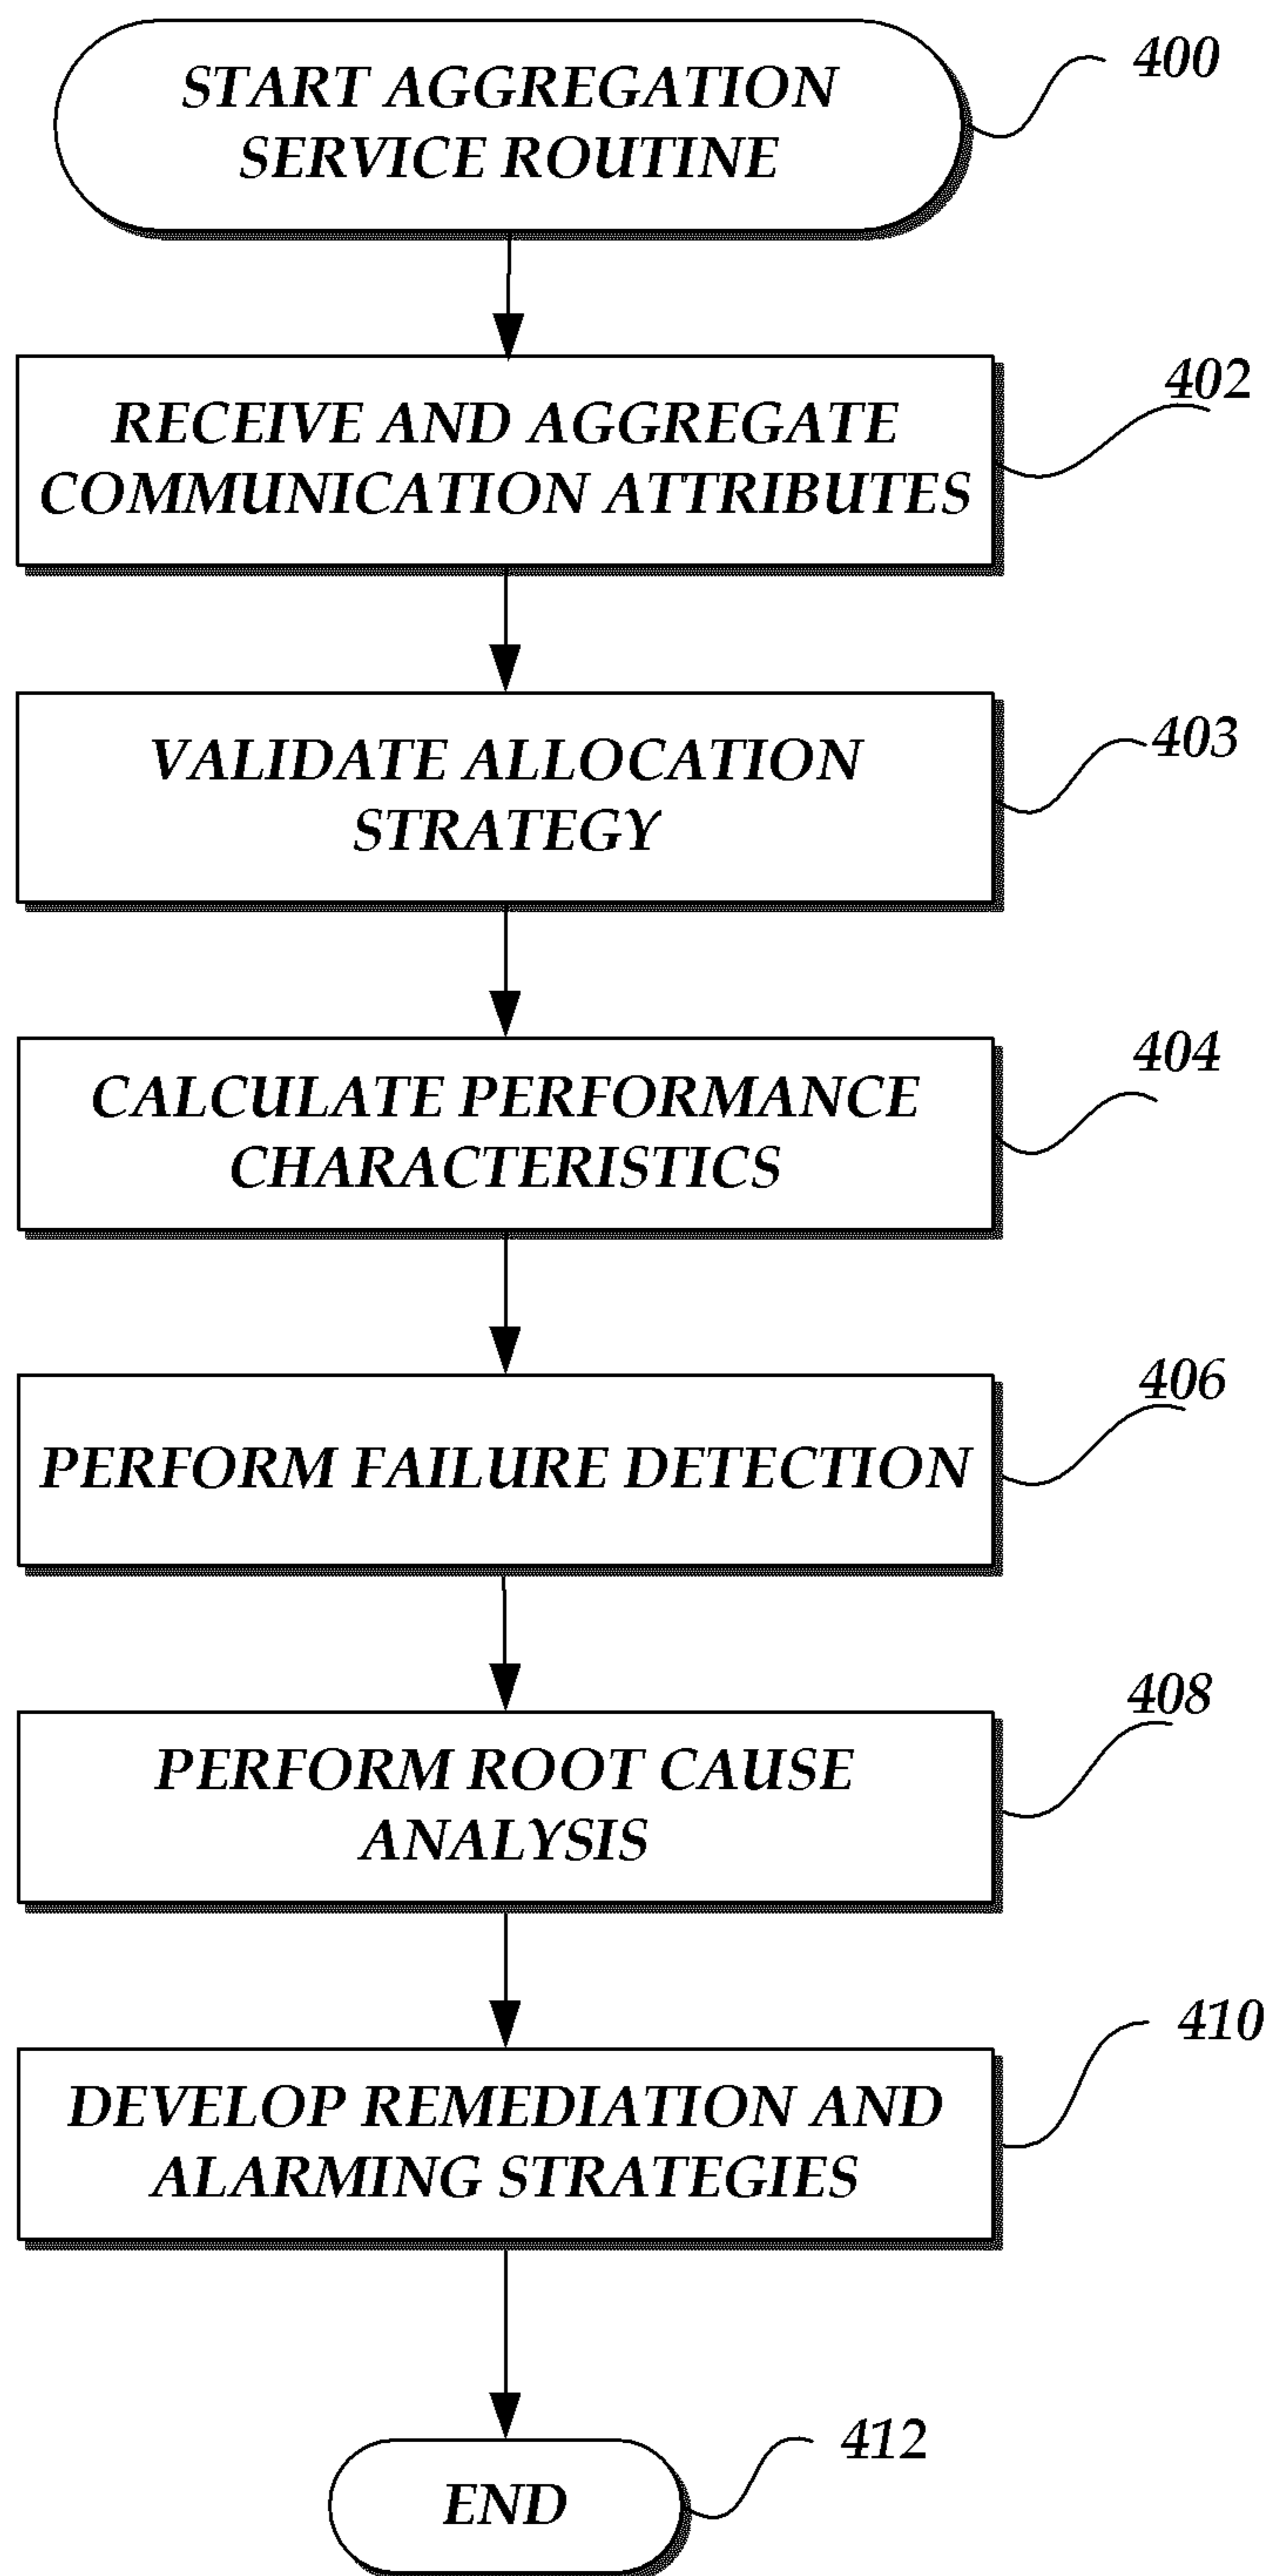 START AGGREGATION
SERVICE ROUTINE
400
RECEIVE AND AGGREGATE
COMMUNICATION ATTRIBUTES
402
VALIDATE ALLOCATION
STRATEGY
403
CALCULATE PERFORMANCE
CHARACTERISTICS
404
PERFORM FAILURE DETECTION
406
PERFORM ROOT CAUSE
ANALYSIS
408
DEVELOP REMEDIATION AND
ALARMING STRATEGIES
410
END
412